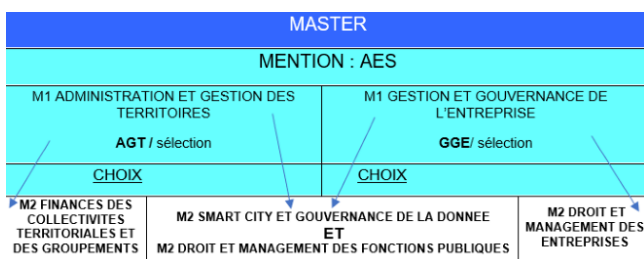 MASTER
MENTION : AES
M1 ADMINISTRATION ET GESTION DES
TERRITOIRES
AGT / sélection
M1 GESTION ET GOUVERNANCE DE
L'ENTREPRISE
GGE/ sélection
CHOIX
CHOIX
M2 FINANCES DES
COLLECTIVITES
TERRITORIALES ET
DES GROUPEMENTS
M2 SMART CITY ET GOUVERNANCE DE LA DONNEE
ET
M2 DROIT ET MANAGEMENT DES FONCTIONS PUBLIQUES
M2 DROIT ET
MANAGEMENT DES
ENTREPRISES